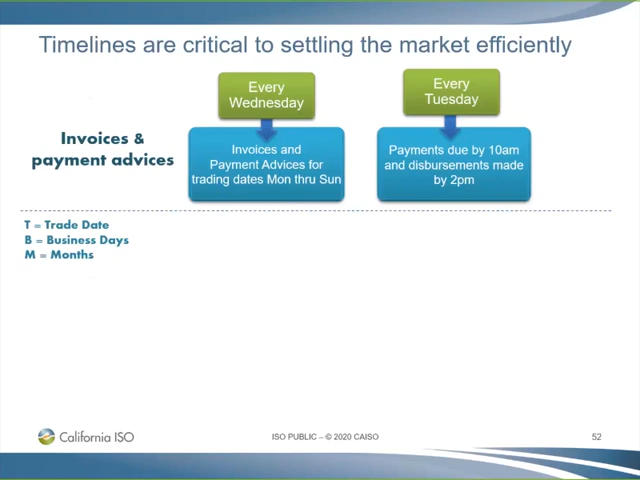 Timelines are critical to settling the market efficiently
Every
Wednesday
Every
Tuesday
Invoices &
payment advices
Invoices and
Payment Advices for
trading dates Mon thru Sun
Payments due by 10am
and disbursements made
by 2pm
T = Trade Date
B = Business Days
M = Months
California ISO
ISO PUBLIC – © 2020 CAISO
52